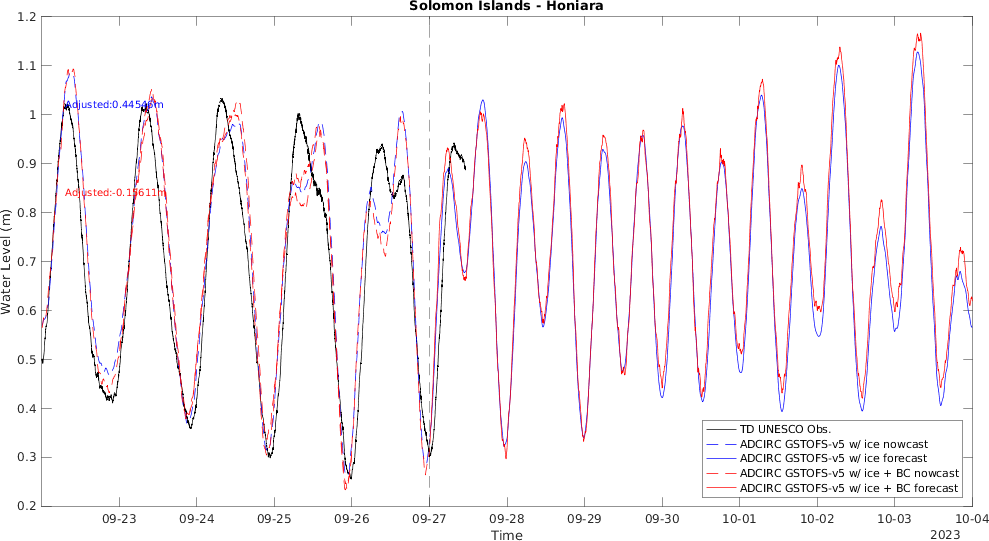 Solomon Islands - Honiara
1.2
1.1
1
0.9
0.8
0.7
0.6
0.5
0.4
0.3
0.2
Water Level (m)
Adjusted:0.44546m
Adjusted:-0.15611m
TD UNESCO Obs.
ADCIRC GSTOFS-v5 w/ ice nowcast
ADCIRC GSTOFS-v5 w/ ice forecast
ADCIRC GSTOFS-v5 w/ ice + BC nowcast
ADCIRC GSTOFS-v5 w/ ice + BC forecast
09-23 09-24 09-25 09-26 09-27 09-28 09-29 09-30 10-01 10-02 10-03 10-04
Time
2023